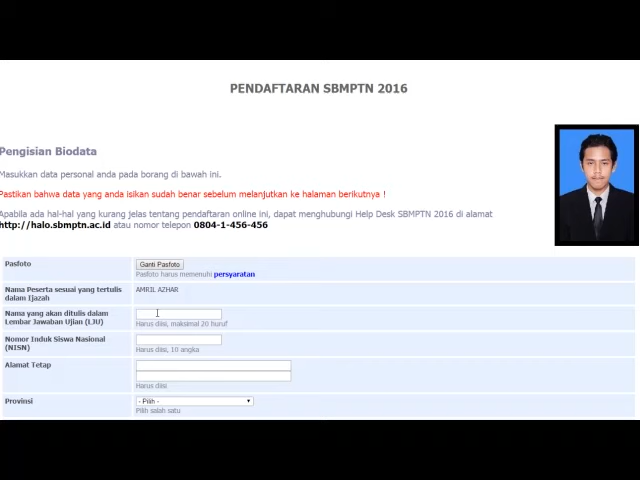 PENDAFTARAN SBMPTN 2016
Pengisian Biodata
Masukkan data personal anda pada borang di bawah ini.
Pastikan bahwa data yang anda isikan sudah benar sebelum melanjutkan ke halaman berikutnya !
Apabila ada hal-hal yang kurang jelas tentang pendaftaran online ini, dapat menghubungi Help Desk SBMPTN 2016 di alamat
http://halo.sbmptn.ac.id atau nomor telepon 0804-1-456-456
Pasfoto
Ganti Pasfoto
Pasfoto harus memenuhi persyaratan
Nama Peserta sesuai yang tertulis
dalam Ijazah
AMRIL AZHAR
Nama yang akan ditulis dalam
Lembar Jawaban Ujian (LJU)
Harus diisi, maksimal 20 huruf
Nomor Induk Siswa Nasional
(NISN)
Harus diisi, 10 angka
Alamat Tetap
Harus diisi
Provinsi
- Pilih -
Pilih salah satu